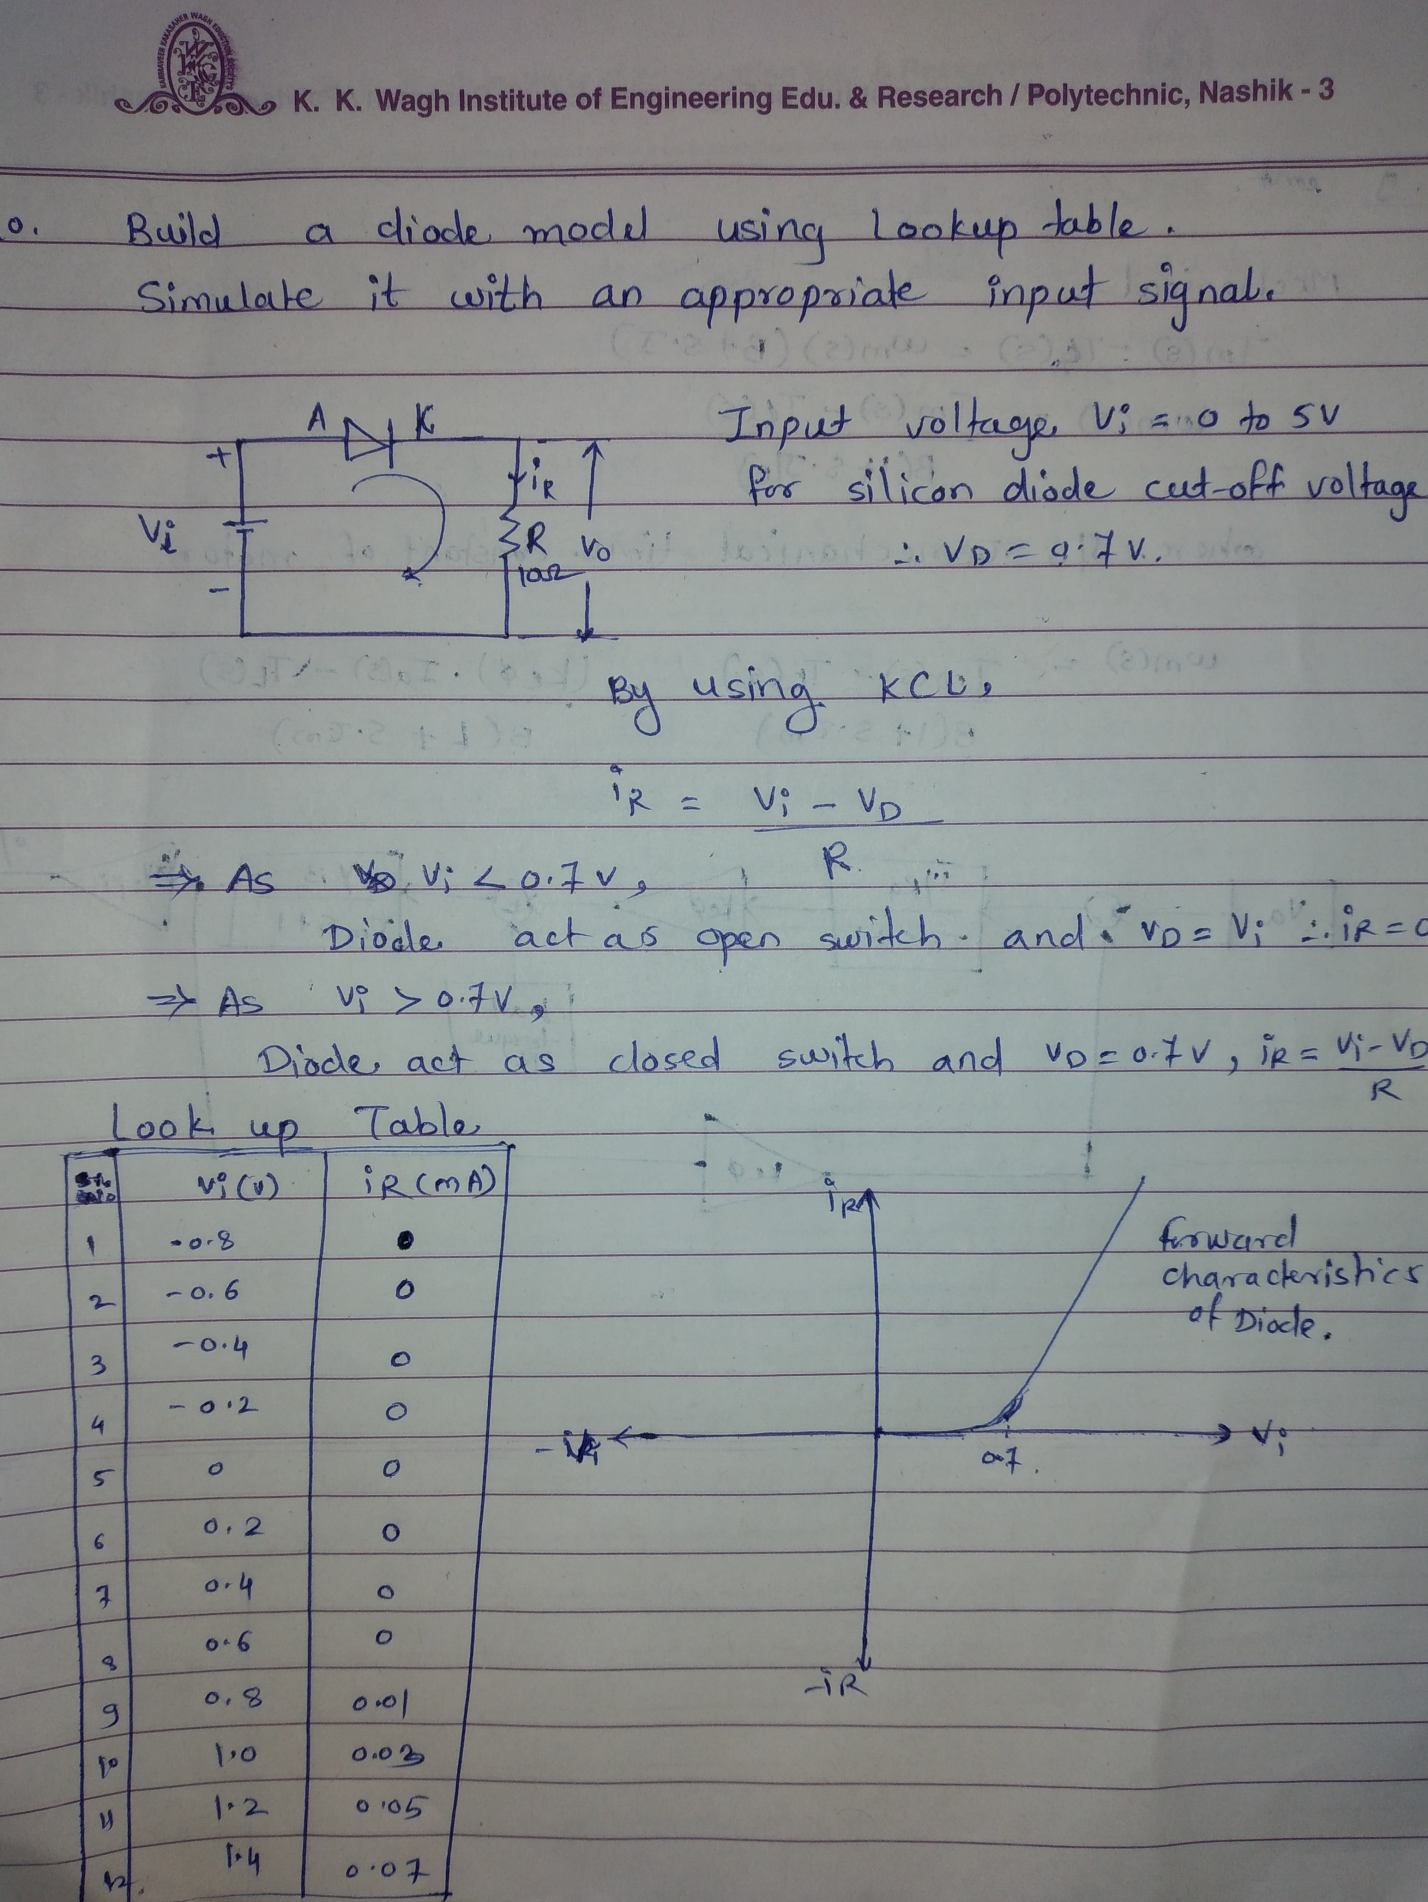 K. K. Wagh Institute of Engineering Edu. & Research / Polytechnic, Nashik - 3
0. Build a diode model using Lookup table.
Simulate it with an appropriate input signal.
A K
Input voltage Vi = 0 to 5V
+
iR
for silicon diode cut-off voltage
Vi
R
Vo
10Ω
∴ VD = 0.7 V.
-
By using KCL,
iR = Vi - VD
R
⇒ As Vi < 0.7 V,
Diode act as open switch. and VD = Vi ∴ iR = 0
⇒ As Vi > 0.7V,
Diode act as closed switch and VD = 0.7 V, iR = Vi - VD
R
Look up Table
Vi (V) iR (mA)
1 -0.8 0
2 -0.6 0
3 -0.4 0
4 -0.2 0
5 0 0
6 0.2 0
7 0.4 0
8 0.6 0
9 0.8 0.01
10 1.0 0.03
11 1.2 0.05
12. 1.4 0.07
iR
forward
characteristics
of Diode.
Vi
0.7.
-iR